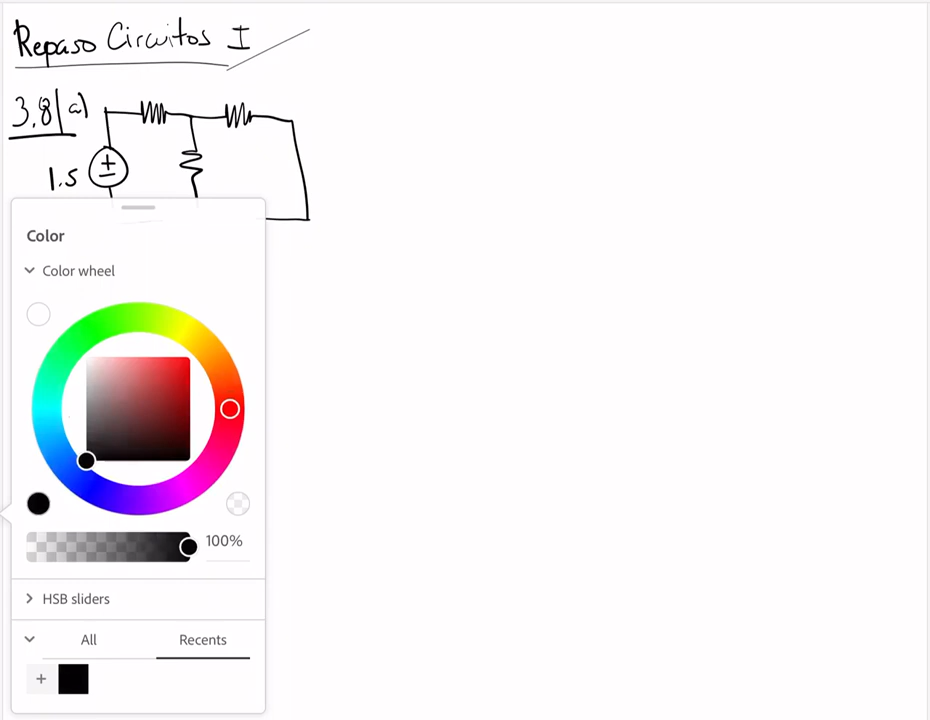 Repaso Circuitos I
3.8 a)
+
−
1.5
Color
Color wheel
100%
HSB sliders
All Recents
+